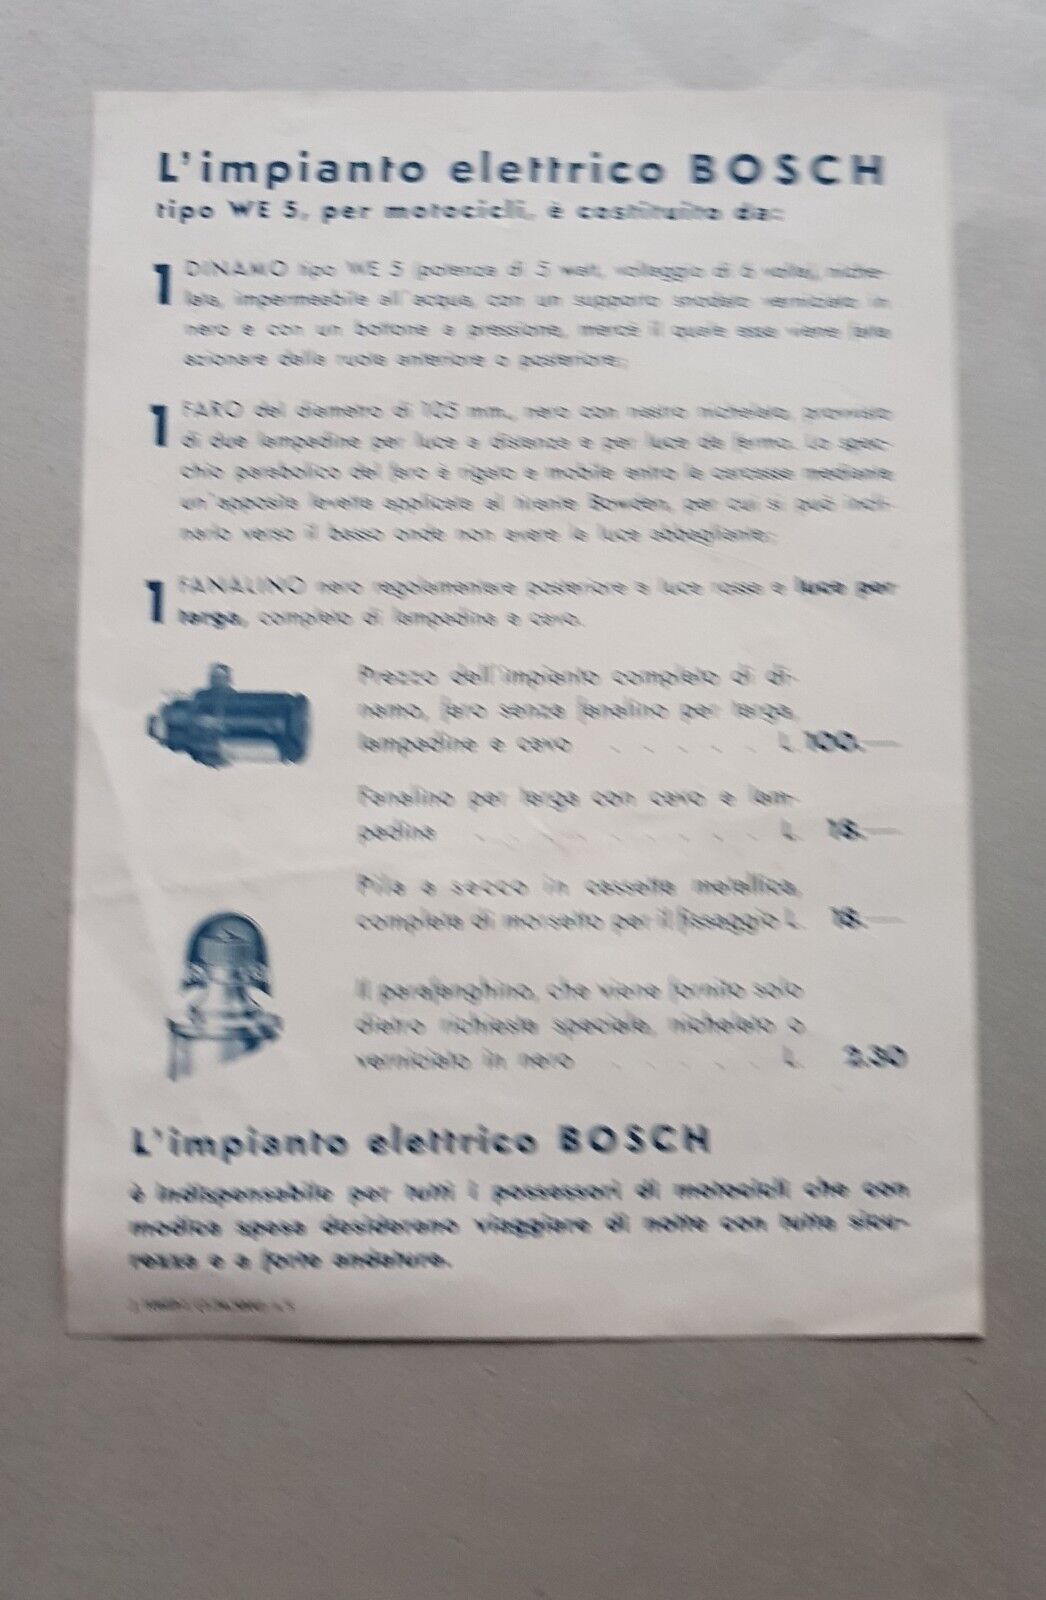 L'impianto elettrico BOSCH
tipo WE 5, per motocicli, è costituito da:
1 DINAMO tipo WE 5 (potenza di 5 watt, voltaggio di 6 volta), niche-
lata, impermeabile all'acqua, con un supporto snodato verniciato in
nero e con un bottone a pressione, mercè il quale essa viene fatta
azionare dalla ruota anteriore o posteriore;
1 FARO del diametro di 105 mm., nero con nastro nichelato, provvisto
di due lampadine per luce a distanza e per luce da fermo. Lo spec-
chio parabolico del faro è rigato e mobile entro la carcassa mediante
un'apposita levetta applicata al tirante Bowden, per cui si può incli-
narlo verso il basso onde non avere la luce abbagliante;
1 FANALINO nero regolamentare posteriore a luce rossa e luce per
targa, completo di lampadina e cavo.
Prezzo dell'impianto completo di di-
namo, faro senza fanalino per targa,
lampadine e cavo . . . . . L. 100.—
Fanalino per targa con cavo e lam-
padina . . . . . . . . . L. 18.—
Pila a secco in cassetta metallica,
completa di morsetto per il fissaggio L. 18.—
Il parafanghino, che viene fornito solo
dietro richiesta speciale, nichelato o
verniciato in nero . . . . . L. 2.50
L'impianto elettrico BOSCH
è indispensabile per tutti i possessori di motocicli che con
modica spesa desiderano viaggiare di notte con tutta sicu-
rezza e a forte andatura.